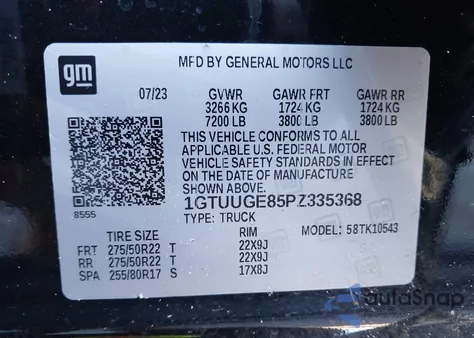 gm
MFD BY GENERAL MOTORS LLC
07/23 GVWR GAWR FRT GAWR RR
3266 KG 1724 KG 1724 KG
7200 LB 3800 LB 3800 LB
THIS VEHICLE CONFORMS TO ALL
APPLICABLE U.S. FEDERAL MOTOR
VEHICLE SAFETY STANDARDS IN EFFECT
ON THE DATE OF MANUFACTURE
SHOWN ABOVE.
8555
1GTUUGE85PZ335368
TYPE: TRUCK MODEL: 58TK10543
TIRE SIZE RIM
FRT 275/50R22 T 22X9J
RR 275/50R22 T 22X9J
SPA 255/80R17 S 17X8J
AutoSnap